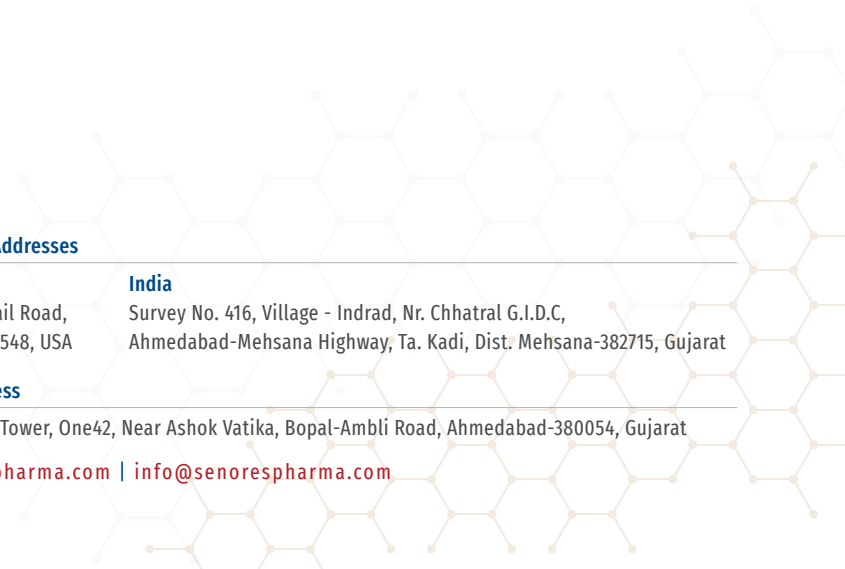 Addresses
India
ail Road,
Survey No. 416, Village - Indrad, Nr. Chhatral G.I.D.C,
548, USA
Ahmedabad-Mehsana Highway, Ta. Kadi, Dist. Mehsana-382715, Gujarat
ess
Tower, One42, Near Ashok Vatika, Bopal-Ambli Road, Ahmedabad-380054, Gujarat
pharma.com | info@senorespharma.com